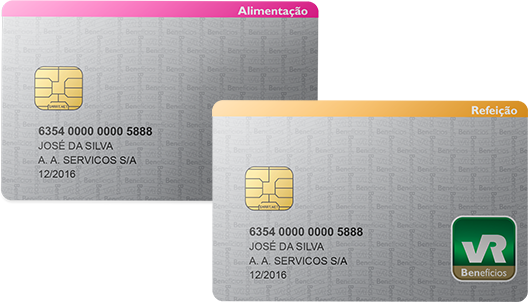 Alimentação
6354 0000 0000 5888
JOSÉ DA SILVA
A. A. SERVICOS S/A
12/2016
Refeição
6354 0000 0000 5888
JOSÉ DA SILVA
A. A. SERVICOS S/A
12/2016
VR
Benefícios